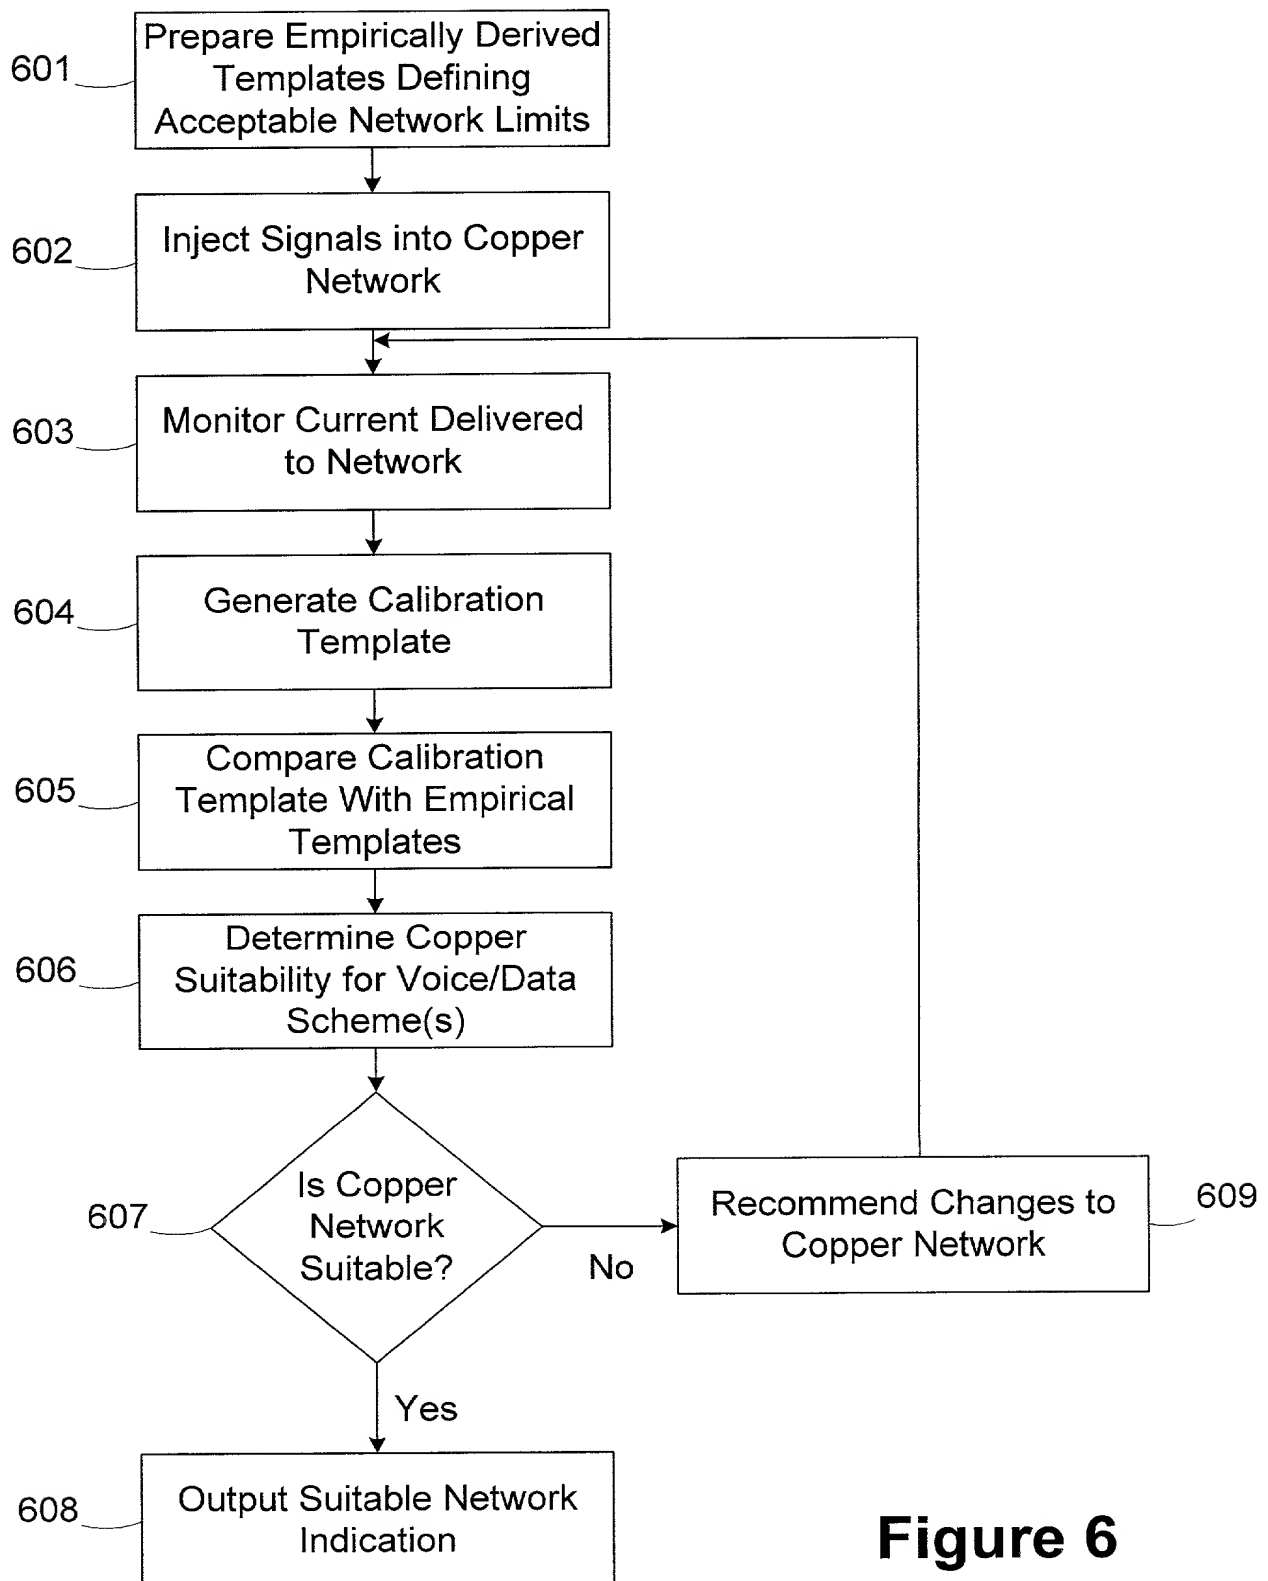 601
Prepare Empirically Derived
Templates Defining
Acceptable Network Limits
602
Inject Signals into Copper
Network
603
Monitor Current Delivered
to Network
604
Generate Calibration
Template
605
Compare Calibration
Template With Empirical
Templates
606
Determine Copper
Suitability for Voice/Data
Scheme(s)
607
Is Copper
Network
Suitable?
No
Recommend Changes to
Copper Network
609
Yes
608
Output Suitable Network
Indication
Figure 6